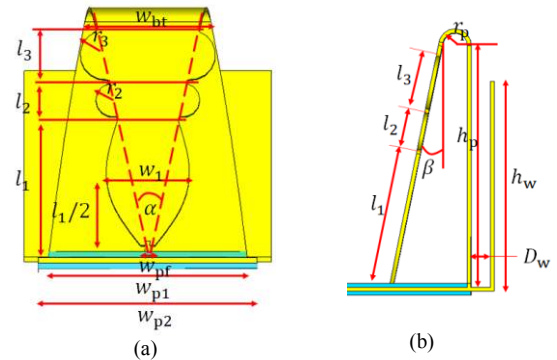 w_bt
r_3
l_3
r_2
l_2
w_1
l_1
l_1/2
α
w_pf
w_p1
w_p2
(a)
r_p
l_3
l_2
h_p
β
h_w
l_1
D_w
(b)